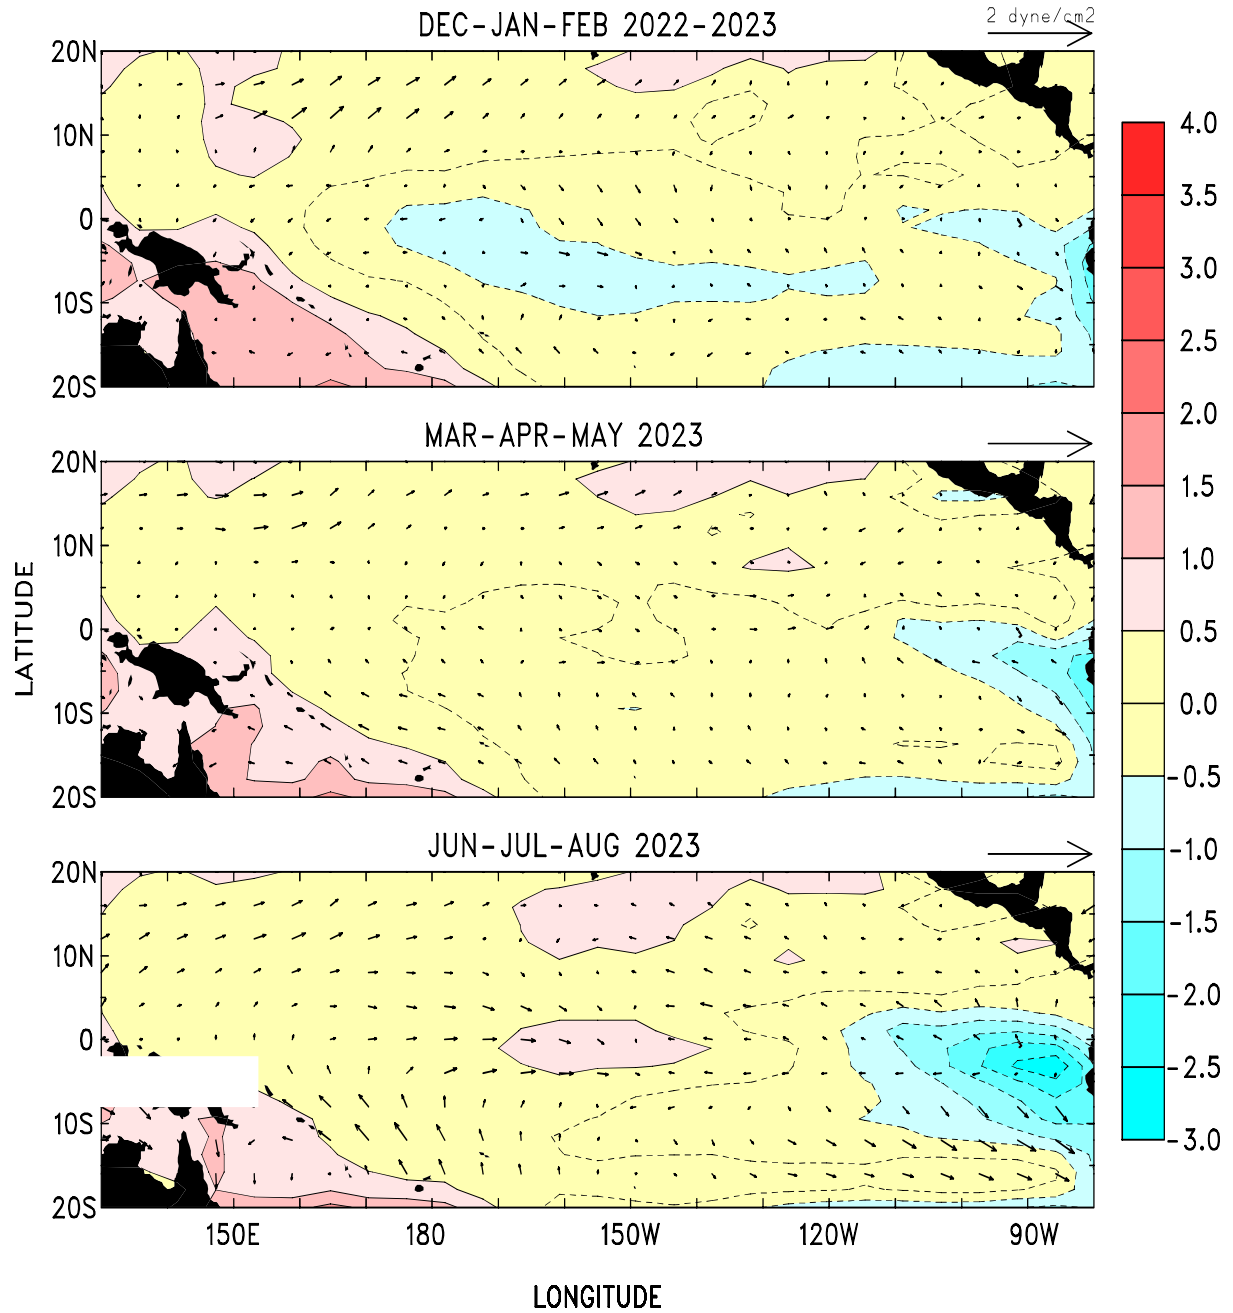 DEC-JAN-FEB 2022-2023
2 dyne/cm2
20N
10N
0
10S
20S
MAR-APR-MAY 2023
20N
10N
0
10S
20S
LATITUDE
JUN-JUL-AUG 2023
20N
10N
0
10S
20S
150E 180 150W 120W 90W
LONGITUDE
4.0
3.5
3.0
2.5
2.0
1.5
1.0
0.5
0.0
-0.5
-1.0
-1.5
-2.0
-2.5
-3.0